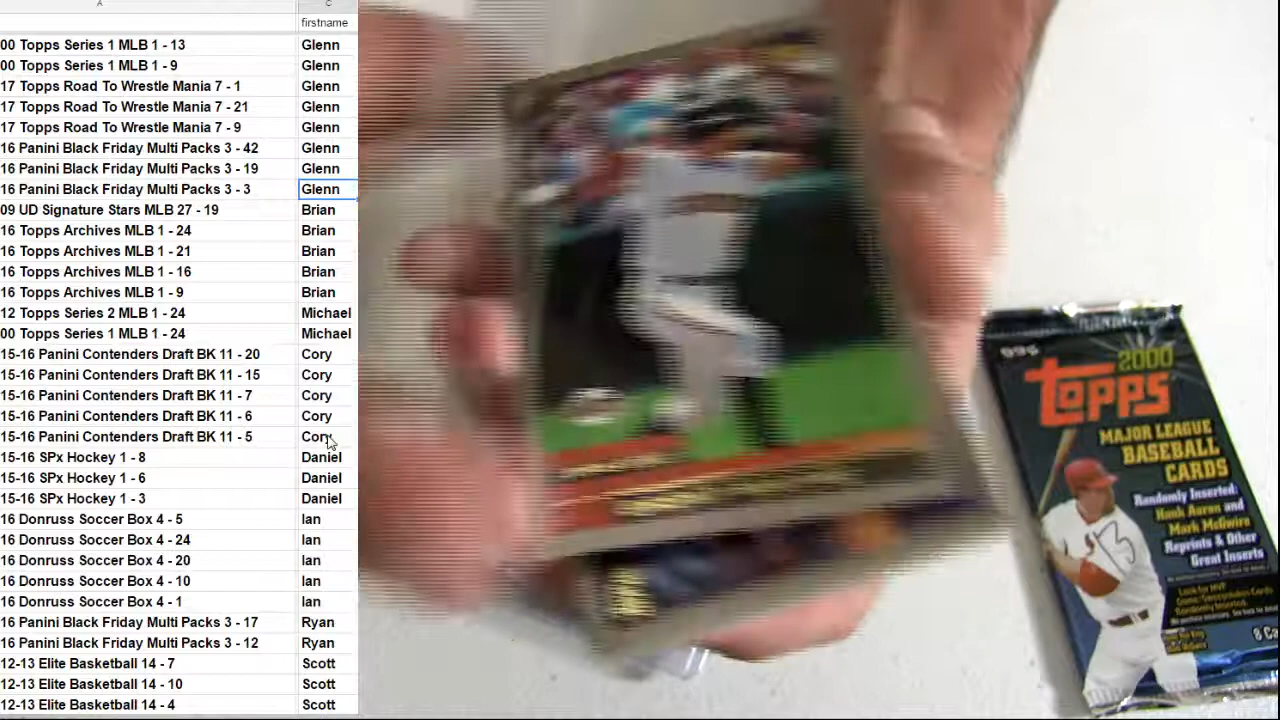 A C
firstname
00 Topps Series 1 MLB 1 - 13 Glenn
00 Topps Series 1 MLB 1 - 9 Glenn
17 Topps Road To Wrestle Mania 7 - 1 Glenn
17 Topps Road To Wrestle Mania 7 - 21 Glenn
17 Topps Road To Wrestle Mania 7 - 9 Glenn
16 Panini Black Friday Multi Packs 3 - 42 Glenn
16 Panini Black Friday Multi Packs 3 - 19 Glenn
16 Panini Black Friday Multi Packs 3 - 3 Glenn
09 UD Signature Stars MLB 27 - 19 Brian
16 Topps Archives MLB 1 - 24 Brian
16 Topps Archives MLB 1 - 21 Brian
16 Topps Archives MLB 1 - 16 Brian
16 Topps Archives MLB 1 - 9 Brian
12 Topps Series 2 MLB 1 - 24 Michael
00 Topps Series 1 MLB 1 - 24 Michael
15-16 Panini Contenders Draft BK 11 - 20 Cory
15-16 Panini Contenders Draft BK 11 - 15 Cory
15-16 Panini Contenders Draft BK 11 - 7 Cory
15-16 Panini Contenders Draft BK 11 - 6 Cory
15-16 Panini Contenders Draft BK 11 - 5 Cory
15-16 SPx Hockey 1 - 8 Daniel
15-16 SPx Hockey 1 - 6 Daniel
15-16 SPx Hockey 1 - 3 Daniel
16 Donruss Soccer Box 4 - 5 Ian
16 Donruss Soccer Box 4 - 24 Ian
16 Donruss Soccer Box 4 - 20 Ian
16 Donruss Soccer Box 4 - 10 Ian
16 Donruss Soccer Box 4 - 1 Ian
16 Panini Black Friday Multi Packs 3 - 17 Ryan
16 Panini Black Friday Multi Packs 3 - 12 Ryan
12-13 Elite Basketball 14 - 7 Scott
12-13 Elite Basketball 14 - 10 Scott
12-13 Elite Basketball 14 - 4 Scott
2000
Topps
MAJOR LEAGUE
BASEBALL
CARDS
Randomly Inserted:
Hank Aaron and
Mark McGwire
Reprints & Other
Great Inserts